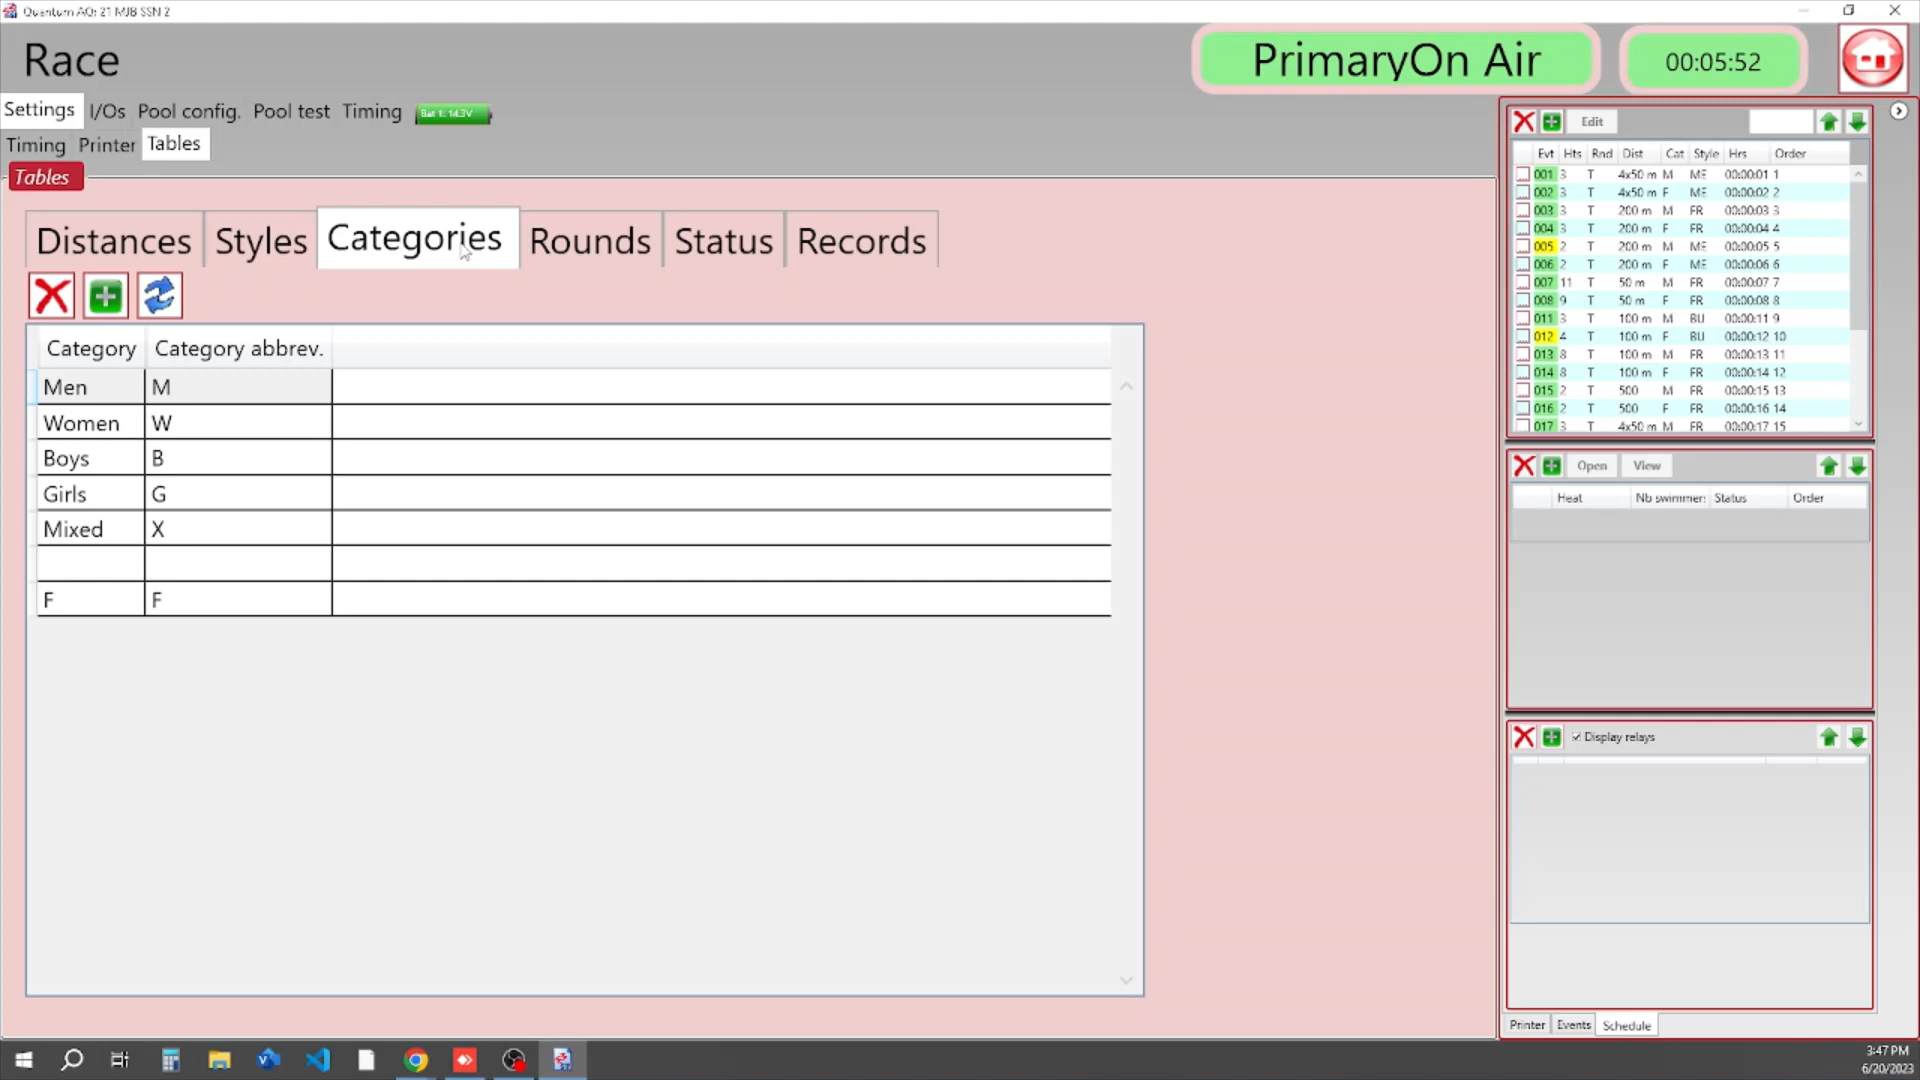 Quantum AQ: 21 MJB SSN 2
Race
PrimaryOn Air
00:05:52
Settings I/Os Pool config. Pool test Timing Bat 1: 14.3V
Timing Printer Tables
Tables
Distances Styles Categories Rounds Status Records
Category Category abbrev.
Men M
Women W
Boys B
Girls G
Mixed X
F F
Edit
Evt Hts Rnd Dist Cat Style Hrs Order
001 3 T 4x50 m M ME 00:00:01 1
002 3 T 4x50 m F ME 00:00:02 2
003 3 T 200 m M FR 00:00:03 3
004 3 T 200 m F FR 00:00:04 4
005 2 T 200 m M ME 00:00:05 5
006 2 T 200 m F ME 00:00:06 6
007 11 T 50 m M FR 00:00:07 7
008 9 T 50 m F FR 00:00:08 8
011 3 T 100 m M BU 00:00:11 9
012 4 T 100 m F BU 00:00:12 10
013 8 T 100 m M FR 00:00:13 11
014 8 T 100 m F FR 00:00:14 12
015 2 T 500 M FR 00:00:15 13
016 2 T 500 F FR 00:00:16 14
017 3 T 4x50 m M FR 00:00:17 15
Open View
Heat Nb swimmer: Status Order
Display relays
Printer Events Schedule
3:47 PM
6/20/2023